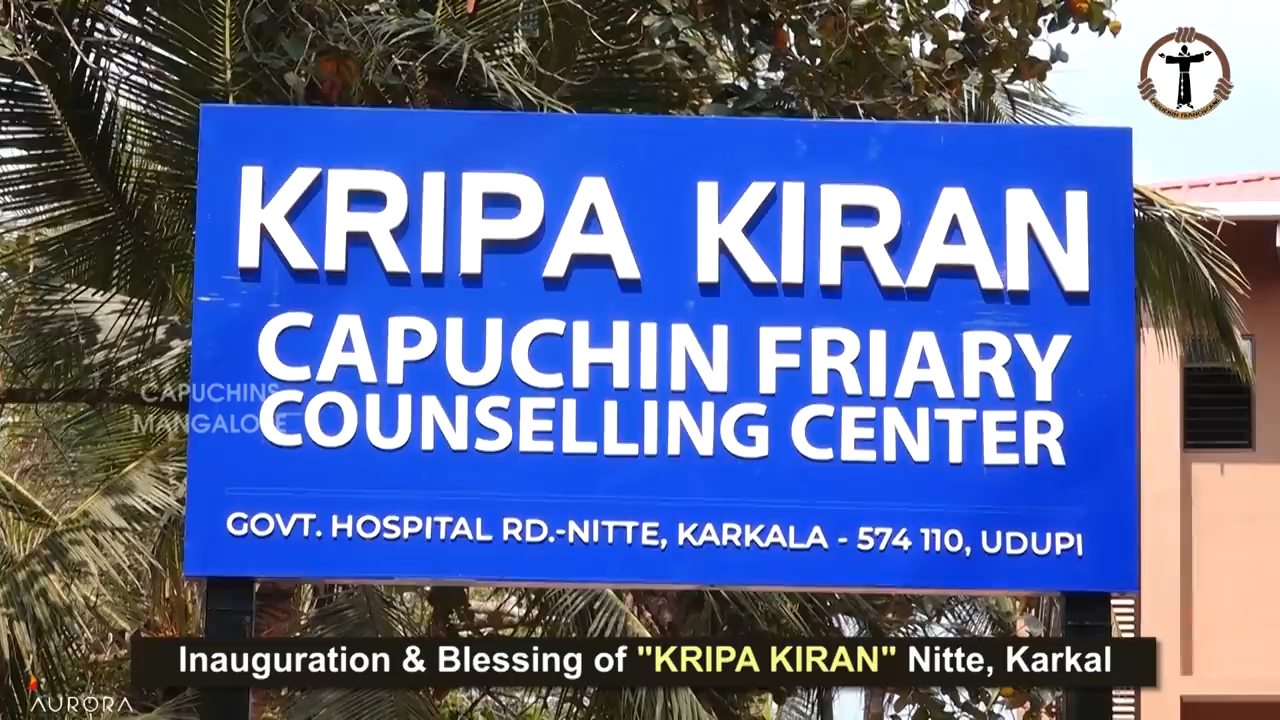 KRIPA KIRAN
CAPUCHIN FRIARY
COUNSELLING CENTER
GOVT. HOSPITAL RD.-NITTE, KARKALA - 574 110, UDUPI
CAPUCHINS
MANGALORE
Inauguration & Blessing of "KRIPA KIRAN" Nitte, Karkal
AURORA